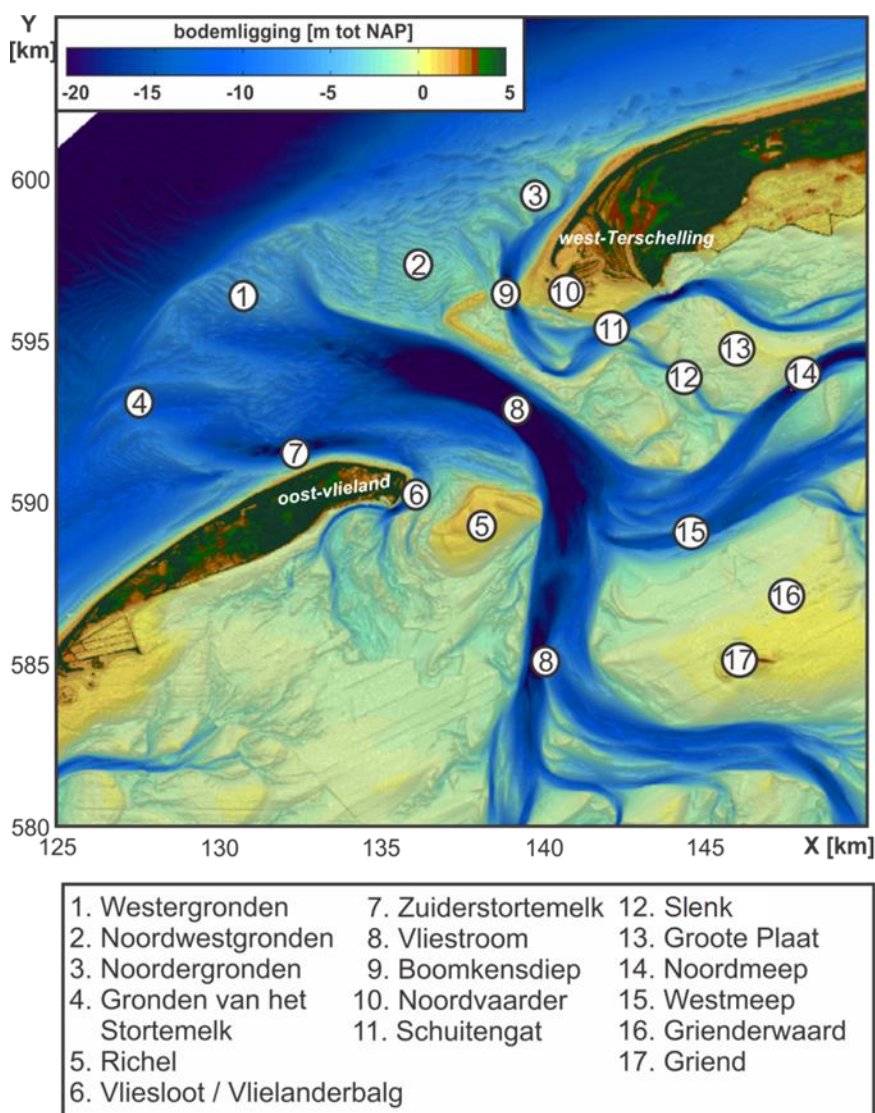 Y
[km]
bodemligging [m tot NAP]
-20 -15 -10 -5 0 5
600
595
590
585
580
125 130 135 140 145 X [km]
3
west-Terschelling
2
1
9
10
11
13
12
14
4
8
7
oost-vlieland
6
5
15
16
8
17
1. Westergronden
2. Noordwestgronden
3. Noordergronden
4. Gronden van het
Stortemelk
5. Richel
6. Vliesloot / Vlielanderbalg
7. Zuiderstortemelk
8. Vliestroom
9. Boomkensdiep
10. Noordvaarder
11. Schuitengat
12. Slenk
13. Groote Plaat
14. Noordmeep
15. Westmeep
16. Grienderwaard
17. Griend